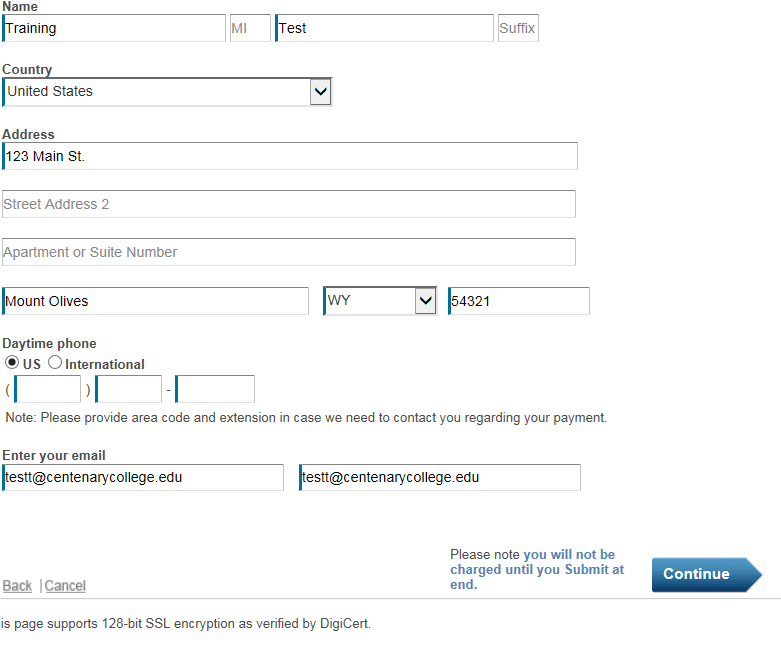 Name
Training MI Test Suffix
Country
United States
Address
123 Main St.
Street Address 2
Apartment or Suite Number
Mount Olives WY 54321
Daytime phone
US International
( ) -
Note: Please provide area code and extension in case we need to contact you regarding your payment.
Enter your email
testt@centenarycollege.edu testt@centenarycollege.edu
Please note you will not be
charged until you Submit at
end.
Continue
Back | Cancel
is page supports 128-bit SSL encryption as verified by DigiCert.